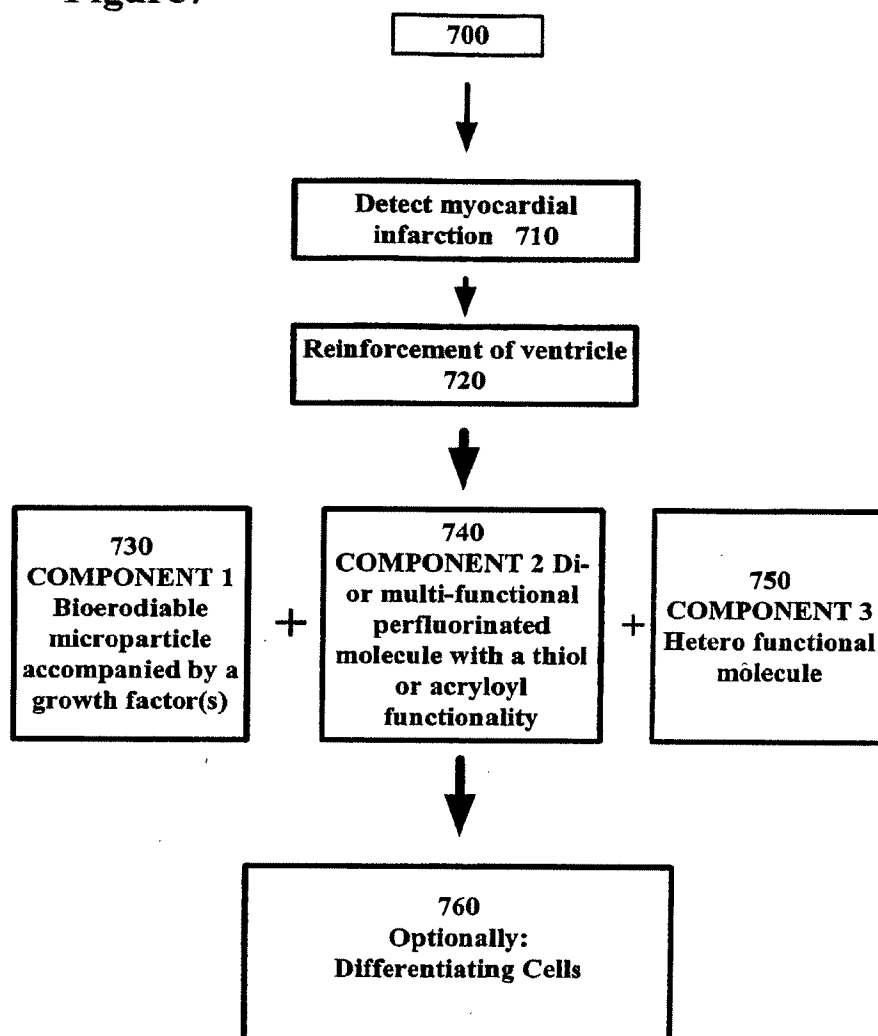 Figure7
700
Detect myocardial
infarction 710
Reinforcement of ventricle
720
730
COMPONENT 1
Bioerodiable
microparticle
accompanied by a
growth factor(s)
+
740
COMPONENT 2 Di-
or multi-functional
perfluorinated
molecule with a thiol
or acryloyl
functionality
+
750
COMPONENT 3
Hetero functional
molecule
760
Optionally:
Differentiating Cells